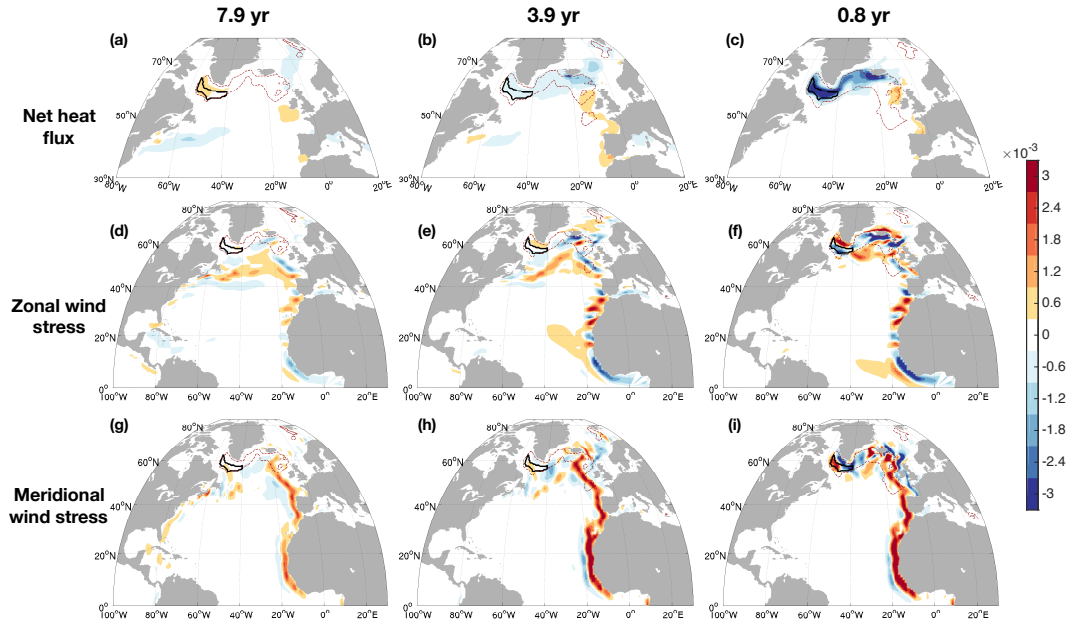 7.9 yr 3.9 yr 0.8 yr
(a) (b) (c)
70°N 70°N 70°N
Net heat
flux
50°N 50°N 50°N
30°N 30°N 30°N
80°W 60°W 40°W 20°W 0° 20°E 80°W 60°W 40°W 20°W 0° 20°E 80°W 60°W 40°W 20°W 0° 20°E
×10⁻³
3
2.4
1.8
1.2
0.6
0
-0.6
-1.2
-1.8
-2.4
-3
(d) (e) (f)
80°N 80°N 80°N
60°N 60°N 60°N
Zonal wind
stress
40°N 40°N 40°N
20°N 20°N 20°N
0° 0° 0°
100°W 80°W 60°W 40°W 20°W 0° 20°E 100°W 80°W 60°W 40°W 20°W 0° 20°E 100°W 80°W 60°W 40°W 20°W 0° 20°E
(g) (h) (i)
80°N 80°N 80°N
60°N 60°N 60°N
Meridional
wind stress
40°N 40°N 40°N
20°N 20°N 20°N
0° 0° 0°
100°W 80°W 60°W 40°W 20°W 0° 20°E 100°W 80°W 60°W 40°W 20°W 0° 20°E 100°W 80°W 60°W 40°W 20°W 0° 20°E